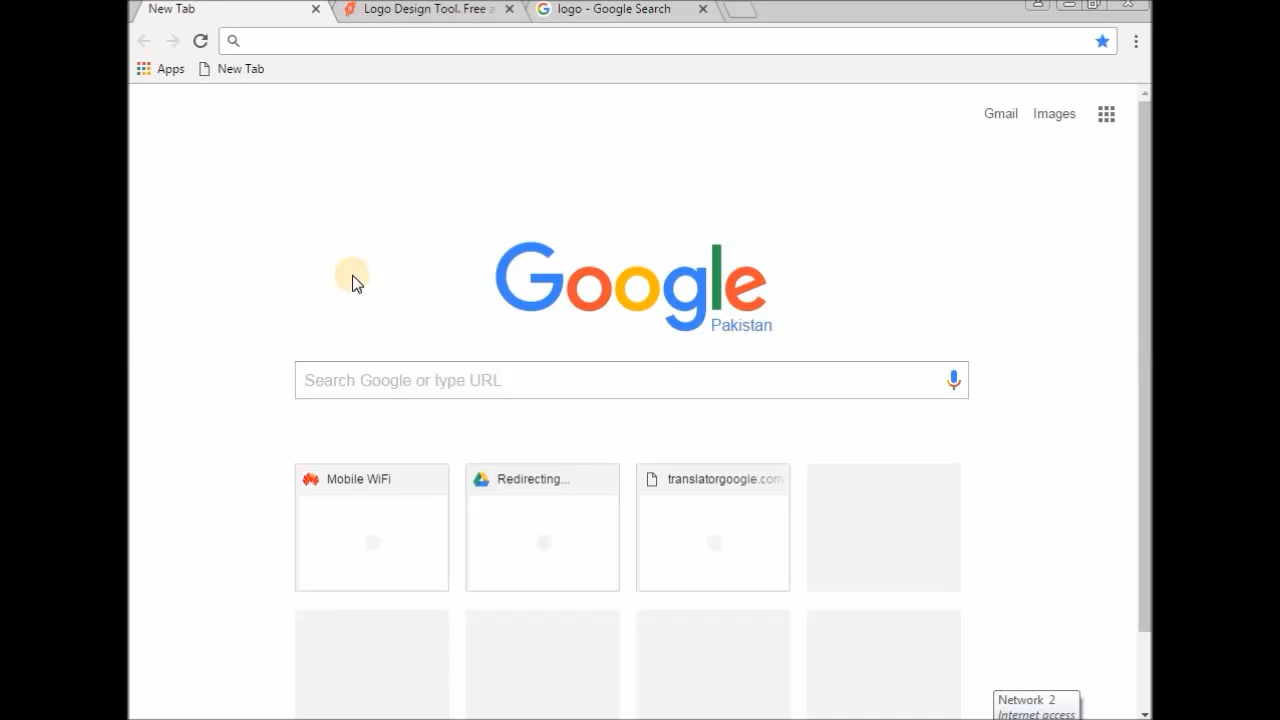 New Tab
Logo Design Tool. Free a
logo - Google Search
Apps
New Tab
Gmail
Images
Google
Pakistan
Search Google or type URL
Mobile WiFi
Redirecting...
translatorgoogle.com
Network 2
Internet access